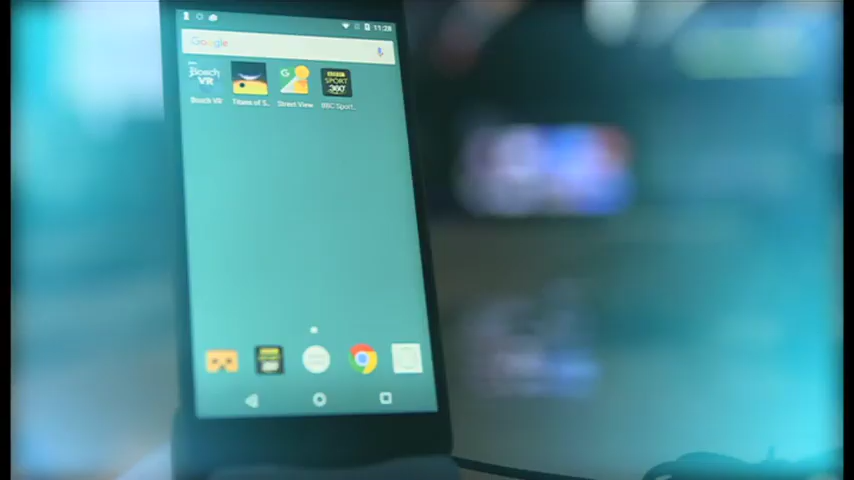 11:28
Google
Bosch
VR
BBC
SPORT
360°
Bosch VR
Titans of S..
Street View
BBC Sport..